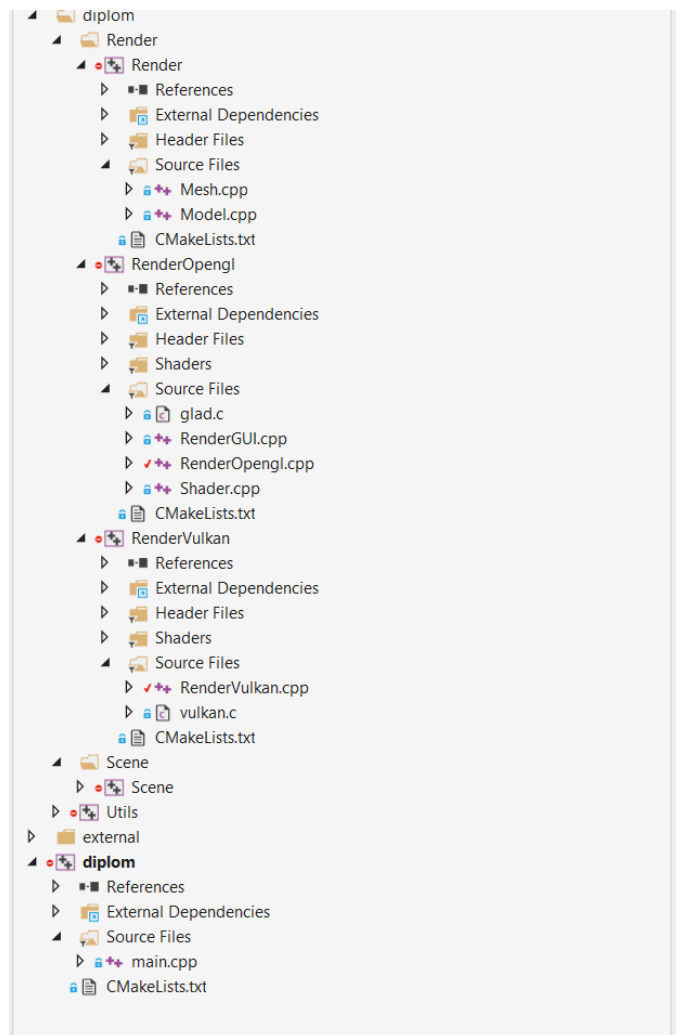 diplom
Render
Render
References
External Dependencies
Header Files
Source Files
Mesh.cpp
Model.cpp
CMakeLists.txt
RenderOpengl
References
External Dependencies
Header Files
Shaders
Source Files
glad.c
RenderGUI.cpp
RenderOpengl.cpp
Shader.cpp
CMakeLists.txt
RenderVulkan
References
External Dependencies
Header Files
Shaders
Source Files
RenderVulkan.cpp
vulkan.c
CMakeLists.txt
Scene
Scene
Utils
external
diplom
References
External Dependencies
Source Files
main.cpp
CMakeLists.txt